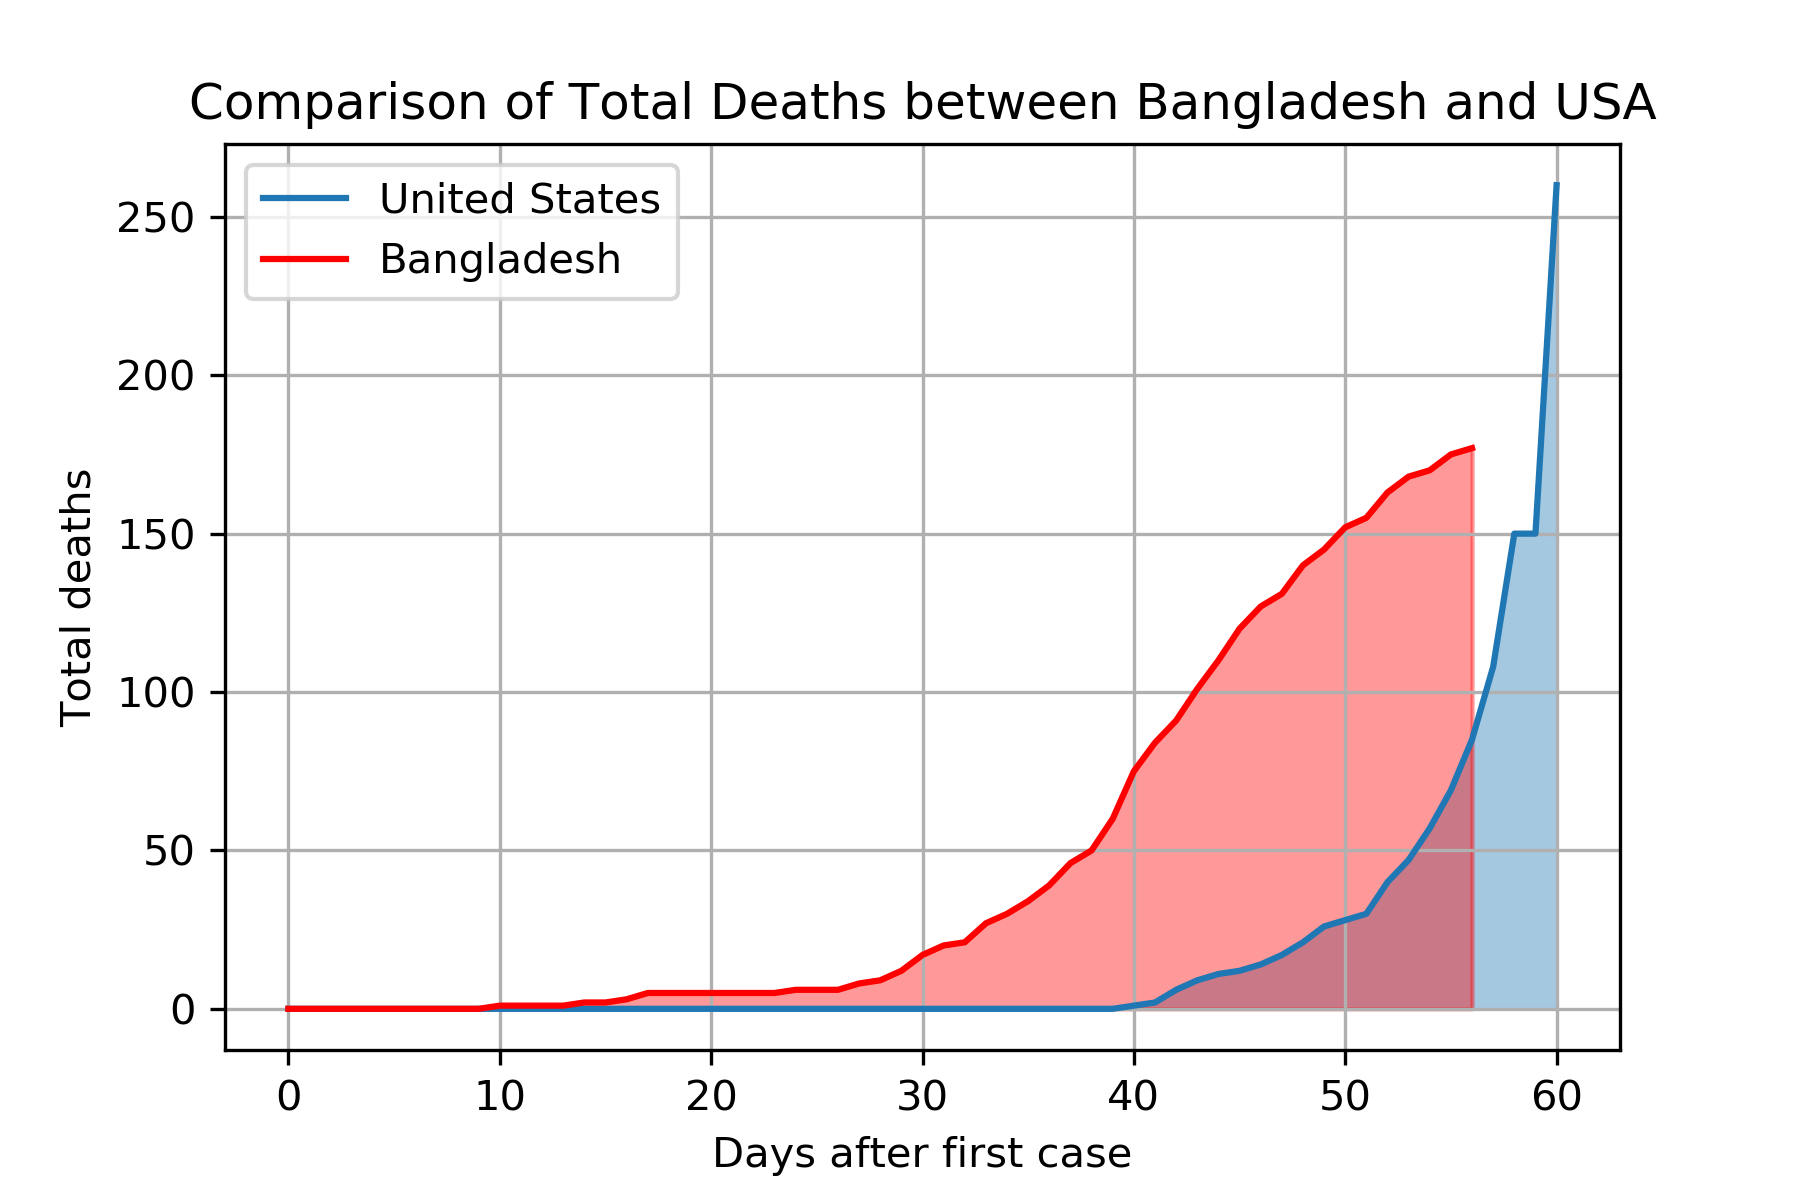 Comparison of Total Deaths between Bangladesh and USA
United States
Bangladesh
250
200
150
100
50
0
Total deaths
0 10 20 30 40 50 60
Days after first case